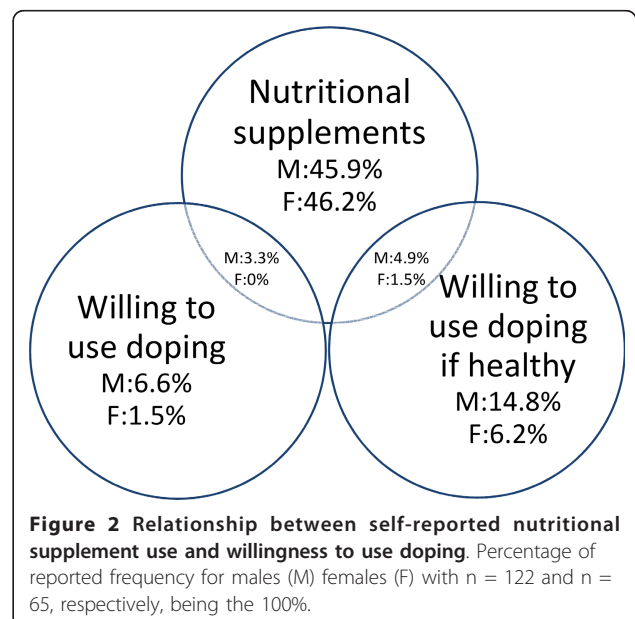 Nutritional
supplements
M:45.9%
F:46.2%
M:3.3%
F:0%
M:4.9%
F:1.5%
Willing to
use doping
M:6.6%
F:1.5%
Willing to
use doping
if healthy
M:14.8%
F:6.2%
Figure 2 Relationship between self-reported nutritional
supplement use and willingness to use doping. Percentage of
reported frequency for males (M) females (F) with n = 122 and n =
65, respectively, being the 100%.